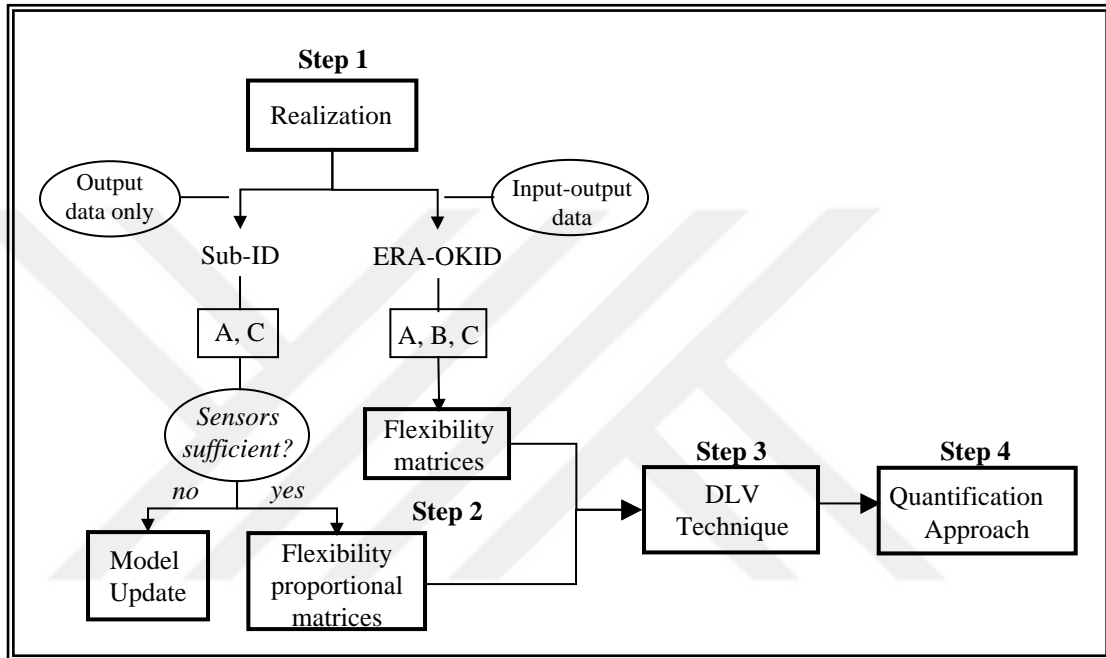 Step 1
Realization
Output
data only
Input-output
data
Sub-ID
ERA-OKID
A, C
A, B, C
Sensors
sufficient?
no
yes
Flexibility
matrices
Step 2
Model
Update
Flexibility
proportional
matrices
Step 3
DLV
Technique
Step 4
Quantification
Approach